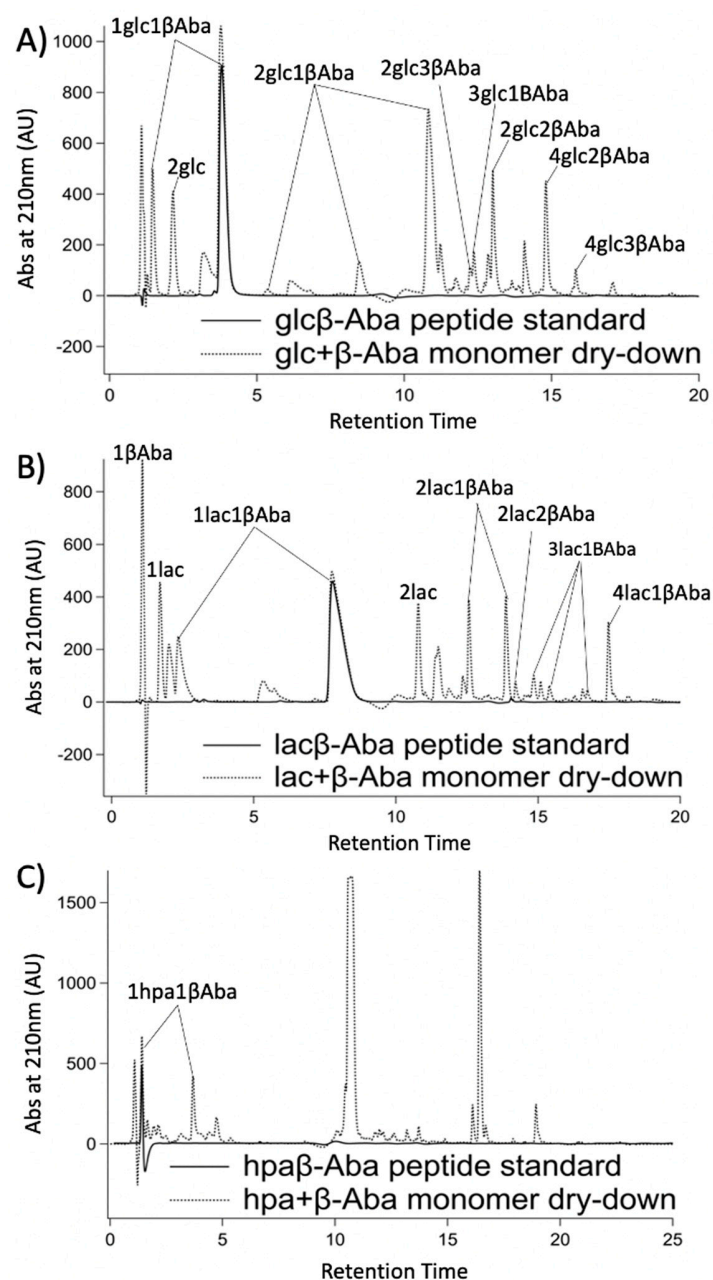 A)
1glc1βAba
2glc
2glc1βAba
2glc3βAba
3glc1BAba
2glc2βAba
4glc2βAba
4glc3βAba
Abs at 210nm (AU)
1000
800
600
400
200
0
-200
glcβ-Aba peptide standard
glc+β-Aba monomer dry-down
0 5 10 15 20
Retention Time
B)
1βAba
1lac
1lac1βAba
2lac
2lac1βAba
2lac2βAba
3lac1BAba
4lac1βAba
Abs at 210nm (AU)
800
600
400
200
0
-200
lacβ-Aba peptide standard
lac+β-Aba monomer dry-down
0 5 10 15 20
Retention Time
C)
1hpa1βAba
Abs at 210nm (AU)
1500
1000
500
0
hpaβ-Aba peptide standard
hpa+β-Aba monomer dry-down
0 5 10 15 20 25
Retention Time